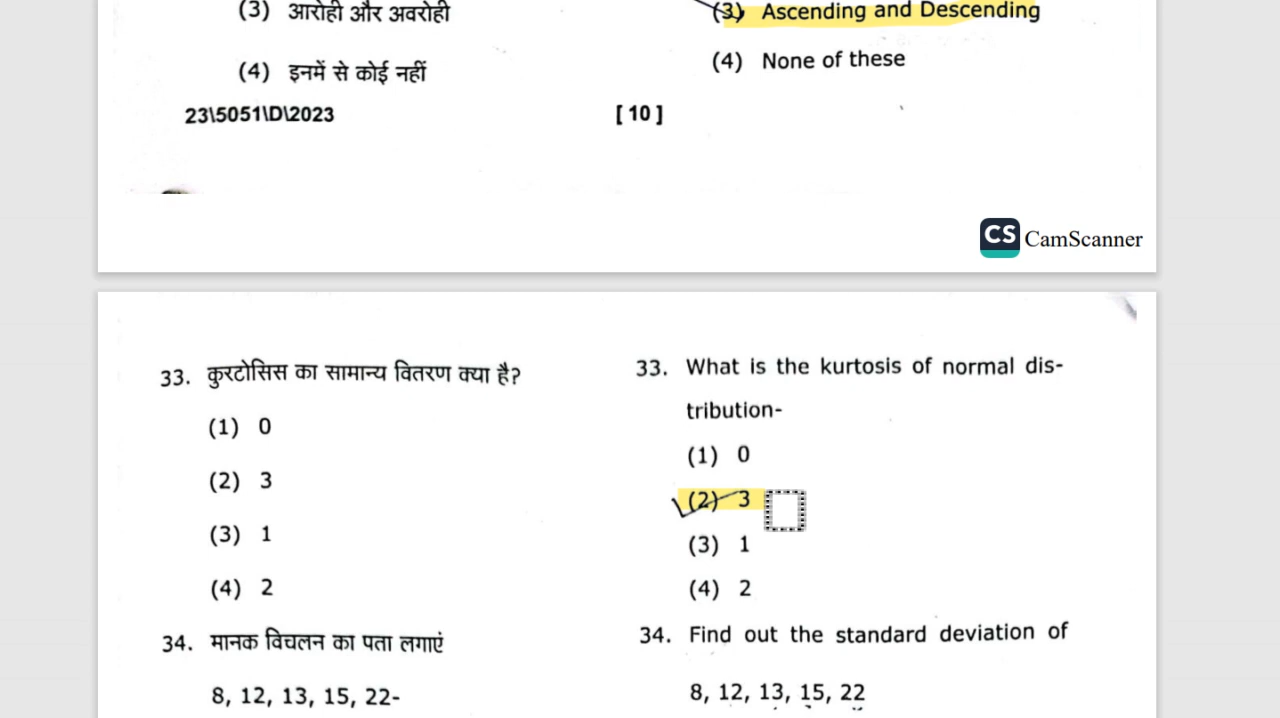 (3) आरोही और अवरोही
(4) इनमें से कोई नहीं
(3) Ascending and Descending
(4) None of these
23\5051\D\2023
[ 10 ]
CS CamScanner
33. कुरटोसिस का सामान्य वितरण क्या है?
(1) 0
(2) 3
(3) 1
(4) 2
34. मानक विचलन का पता लगाएं
8, 12, 13, 15, 22-
33. What is the kurtosis of normal dis-
tribution-
(1) 0
(2) 3
(3) 1
(4) 2
34. Find out the standard deviation of
8, 12, 13, 15, 22